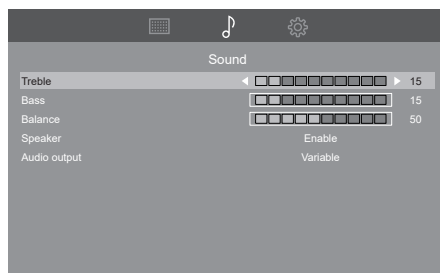 Sound
Treble 15
Bass 15
Balance 50
Speaker Enable
Audio output Variable